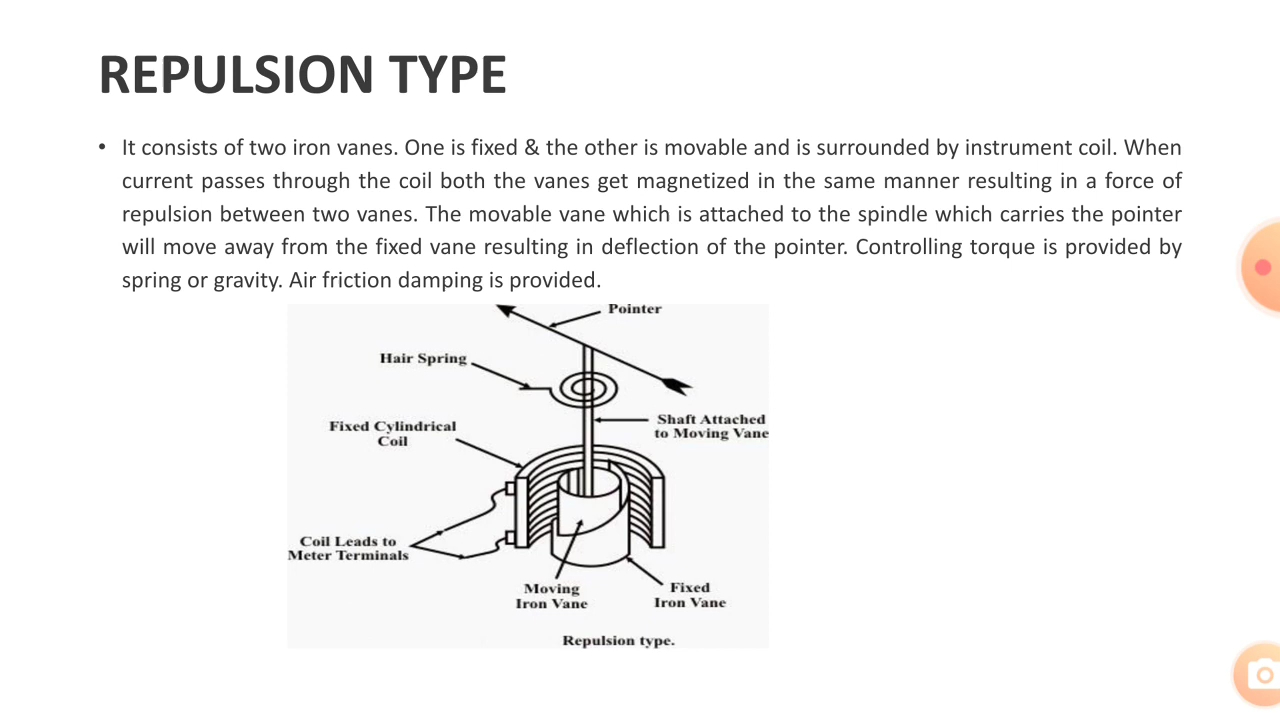 REPULSION TYPE
• It consists of two iron vanes. One is fixed & the other is movable and is surrounded by instrument coil. When
current passes through the coil both the vanes get magnetized in the same manner resulting in a force of
repulsion between two vanes. The movable vane which is attached to the spindle which carries the pointer
will move away from the fixed vane resulting in deflection of the pointer. Controlling torque is provided by
spring or gravity. Air friction damping is provided.
Pointer
Hair Spring
Shaft Attached
to Moving Vane
Fixed Cylindrical
Coil
Coil Leads to
Meter Terminals
Moving
Iron Vane
Fixed
Iron Vane
Repulsion type.